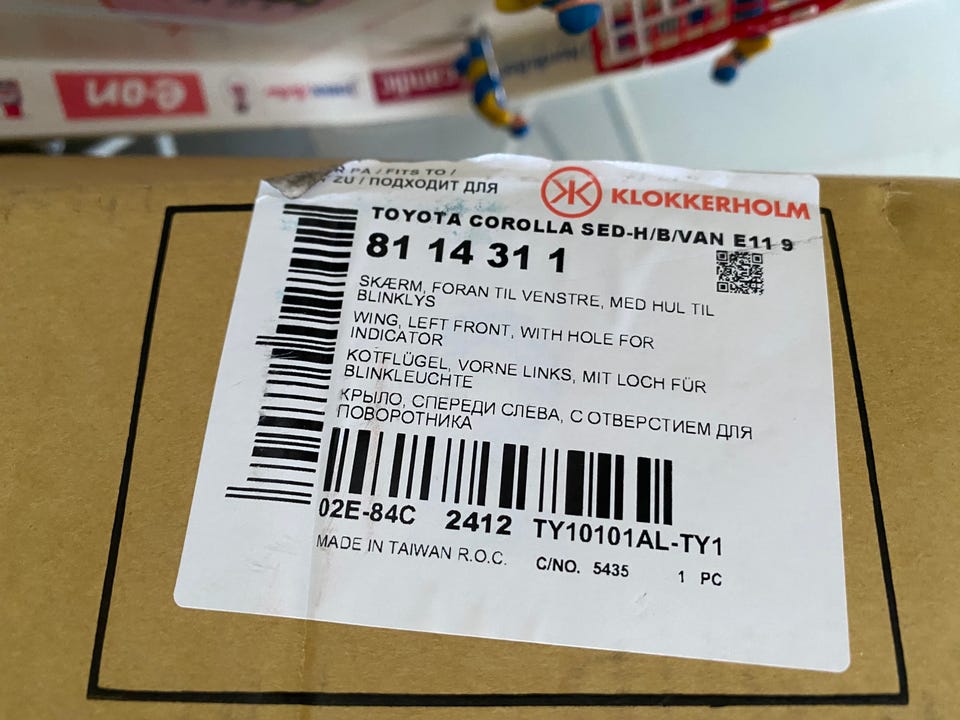 e·on
R PÅ / FITS TO /
ZU / ПОДХОДИТ ДЛЯ
KLOKKERHOLM
TOYOTA COROLLA SED-H/B/VAN E11 9
81 14 31 1
SKÆRM, FORAN TIL VENSTRE, MED HUL TIL
BLINKLYS
WING, LEFT FRONT, WITH HOLE FOR
INDICATOR
KOTFLÜGEL, VORNE LINKS, MIT LOCH FÜR
BLINKLEUCHTE
КРЫЛО, СПЕРЕДИ СЛЕВА, С ОТВЕРСТИЕМ ДЛЯ
ПОВОРОТНИКА
02E-84C 2412 TY10101AL-TY1
MADE IN TAIWAN R.O.C. C/NO. 5435 1 PC